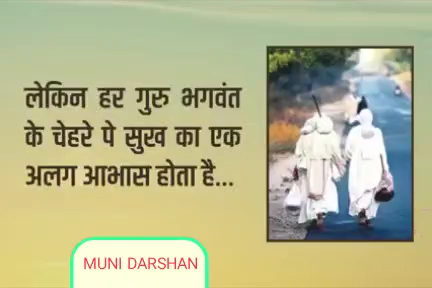 लेकिन हर गुरु भगवंत
के चेहरे पे सुख का एक
अलग आभास होता है...
MUNI DARSHAN